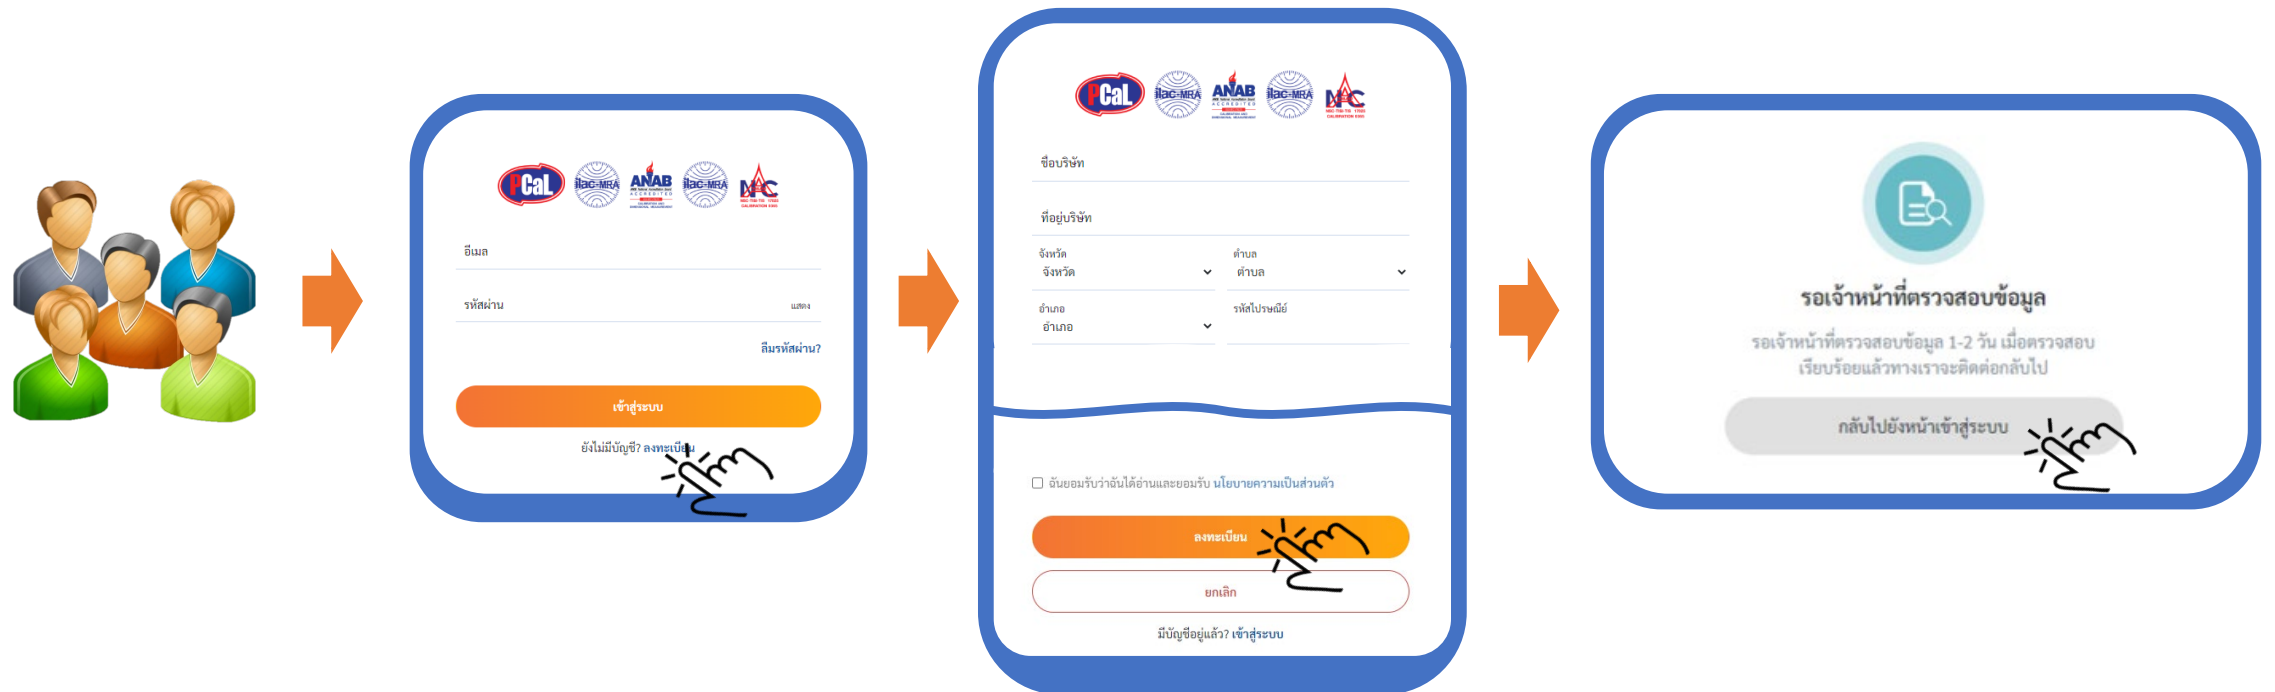 PCaL ilac-MRA ANAB ilac-MRA NSC
ACCREDITED
อีเมล
รหัสผ่าน แสดง
ลืมรหัสผ่าน?
เข้าสู่ระบบ
ยังไม่มีบัญชี? ลงทะเบียน
PCaL ilac-MRA ANAB ilac-MRA NSC
ACCREDITED
ชื่อบริษัท
ที่อยู่บริษัท
จังหวัด ตำบล
จังหวัด ตำบล
อำเภอ รหัสไปรษณีย์
อำเภอ
ฉันยอมรับว่าฉันได้อ่านและยอมรับ นโยบายความเป็นส่วนตัว
ลงทะเบียน
ยกเลิก
มีบัญชีอยู่แล้ว? เข้าสู่ระบบ
รอเจ้าหน้าที่ตรวจสอบข้อมูล
รอเจ้าหน้าที่ตรวจสอบข้อมูล 1-2 วัน เมื่อตรวจสอบ
เรียบร้อยแล้วทางเราจะติดต่อกลับไป
กลับไปยังหน้าเข้าสู่ระบบ